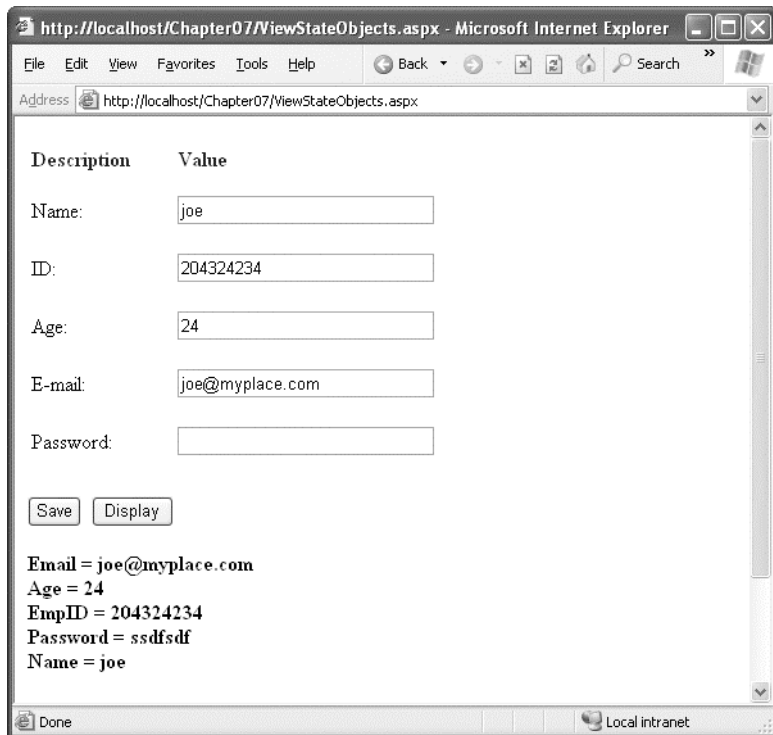 http://localhost/Chapter07/ViewStateObjects.aspx - Microsoft Internet Explorer
File Edit View Favorites Tools Help Back Search »
Address http://localhost/Chapter07/ViewStateObjects.aspx
Description Value
Name: joe
ID: 204324234
Age: 24
E-mail: joe@myplace.com
Password:
Save Display
Email = joe@myplace.com
Age = 24
EmpID = 204324234
Password = ssdfsdf
Name = joe
Done Local intranet